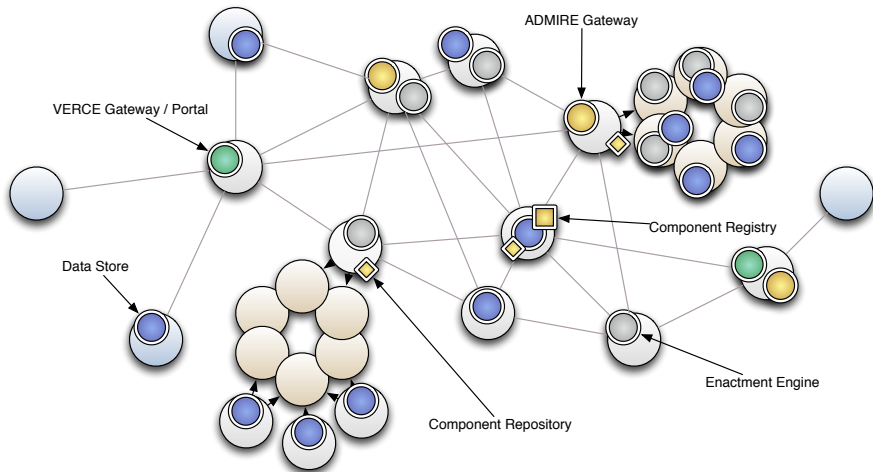 ADMIRE Gateway
VERCE Gateway / Portal
Component Registry
Data Store
Enactment Engine
Component Repository